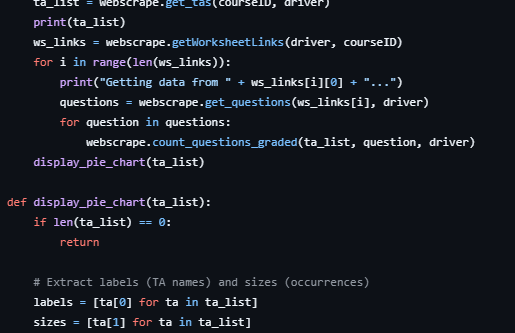 ta_list = webscrape.get_tas(courseID, driver)
    print(ta_list)
    ws_links = webscrape.getWorksheetLinks(driver, courseID)
    for i in range(len(ws_links)):
        print("Getting data from " + ws_links[i][0] + "...")
        questions = webscrape.get_questions(ws_links[i], driver)
        for question in questions:
            webscrape.count_questions_graded(ta_list, question, driver)
    display_pie_chart(ta_list)

def display_pie_chart(ta_list):
    if len(ta_list) == 0:
        return

    # Extract labels (TA names) and sizes (occurrences)
    labels = [ta[0] for ta in ta_list]
    sizes = [ta[1] for ta in ta_list]